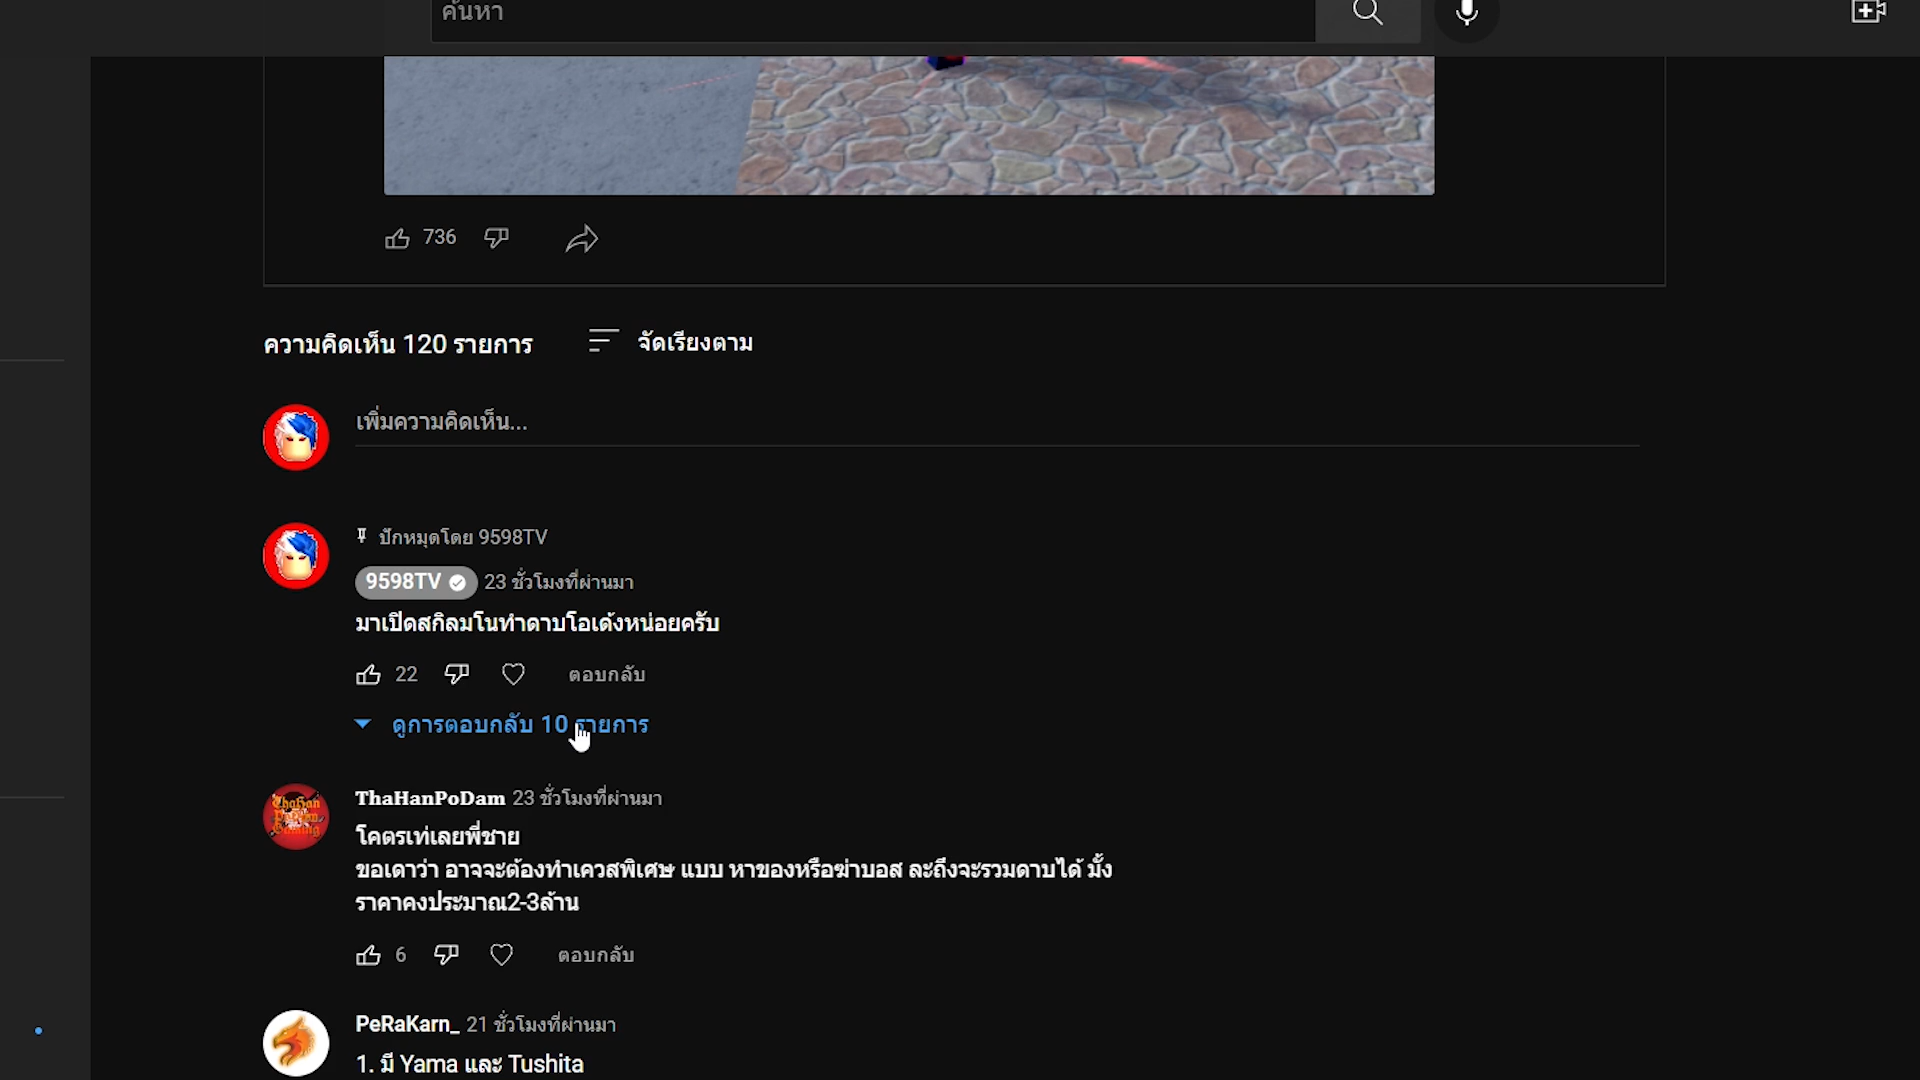 ค้นหา
736
ความคิดเห็น 120 รายการ จัดเรียงตาม
เพิ่มความคิดเห็น...
ปักหมุดโดย 9598TV
9598TV 23 ชั่วโมงที่ผ่านมา
มาเปิดสกิลมโนทำดาบโอเด้งหน่อยครับ
22 ตอบกลับ
ดูการตอบกลับ 10 รายการ
ThaHan PoDam Gaming
ThaHanPoDam 23 ชั่วโมงที่ผ่านมา
โคตรเท่เลยพี่ชาย
ขอเดาว่า อาจจะต้องทำเควสพิเศษ แบบ หาของหรือฆ่าบอส ละถึงจะรวมดาบได้ มั้ง
ราคาคงประมาณ2-3ล้าน
6 ตอบกลับ
PeRaKarn_ 21 ชั่วโมงที่ผ่านมา
1. มี Yama และ Tushita